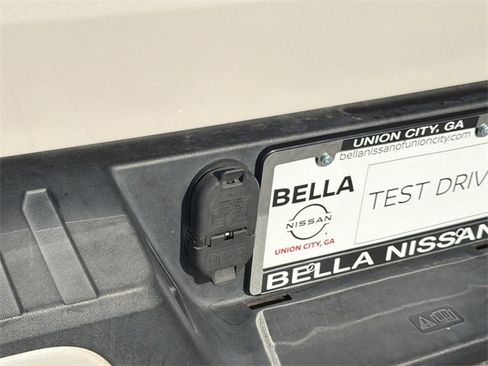 UNION CITY, GA
bellanissanofunioncity.com
BELLA
TEST DRIV
NISSAN
UNION CITY, GA
BELLA NISSAN